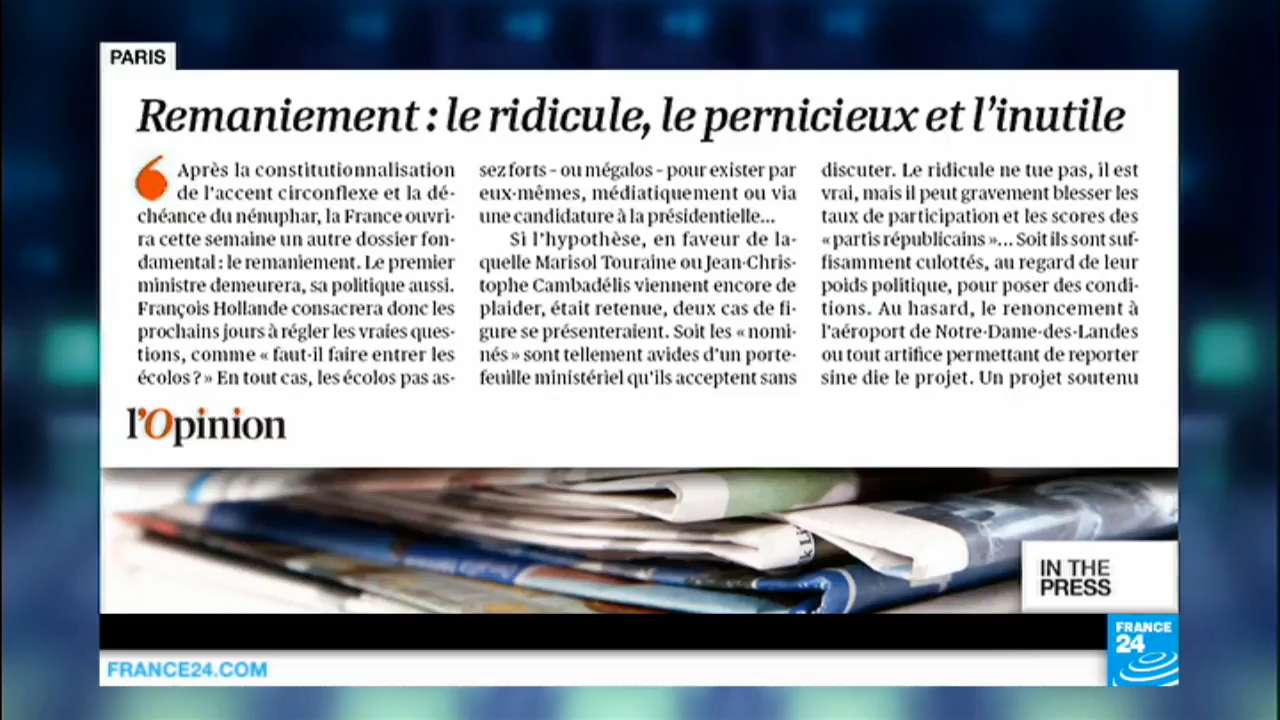 PARIS
Remaniement : le ridicule, le pernicieux et l'inutile
Après la constitutionnalisation
de l'accent circonflexe et la dé-
chéance du nénuphar, la France ouvri-
ra cette semaine un autre dossier fon-
damental : le remaniement. Le premier
ministre demeurera, sa politique aussi.
François Hollande consacrera donc les
prochains jours à régler les vraies ques-
tions, comme « faut-il faire entrer les
écolos ? » En tout cas, les écolos pas as-
sez forts – ou mégalos – pour exister par
eux-mêmes, médiatiquement ou via
une candidature à la présidentielle...
Si l'hypothèse, en faveur de la-
quelle Marisol Touraine ou Jean-Chris-
tophe Cambadélis viennent encore de
plaider, était retenue, deux cas de fi-
gure se présenteraient. Soit les « nomi-
nés » sont tellement avides d'un porte-
feuille ministériel qu'ils acceptent sans
discuter. Le ridicule ne tue pas, il est
vrai, mais il peut gravement blesser les
taux de participation et les scores des
« partis républicains »... Soit ils sont suf-
fisamment culottés, au regard de leur
poids politique, pour poser des condi-
tions. Au hasard, le renoncement à
l'aéroport de Notre-Dame-des-Landes
ou tout artifice permettant de reporter
sine die le projet. Un projet soutenu
l'Opinion
IN THE
PRESS
FRANCE
24
FRANCE24.COM